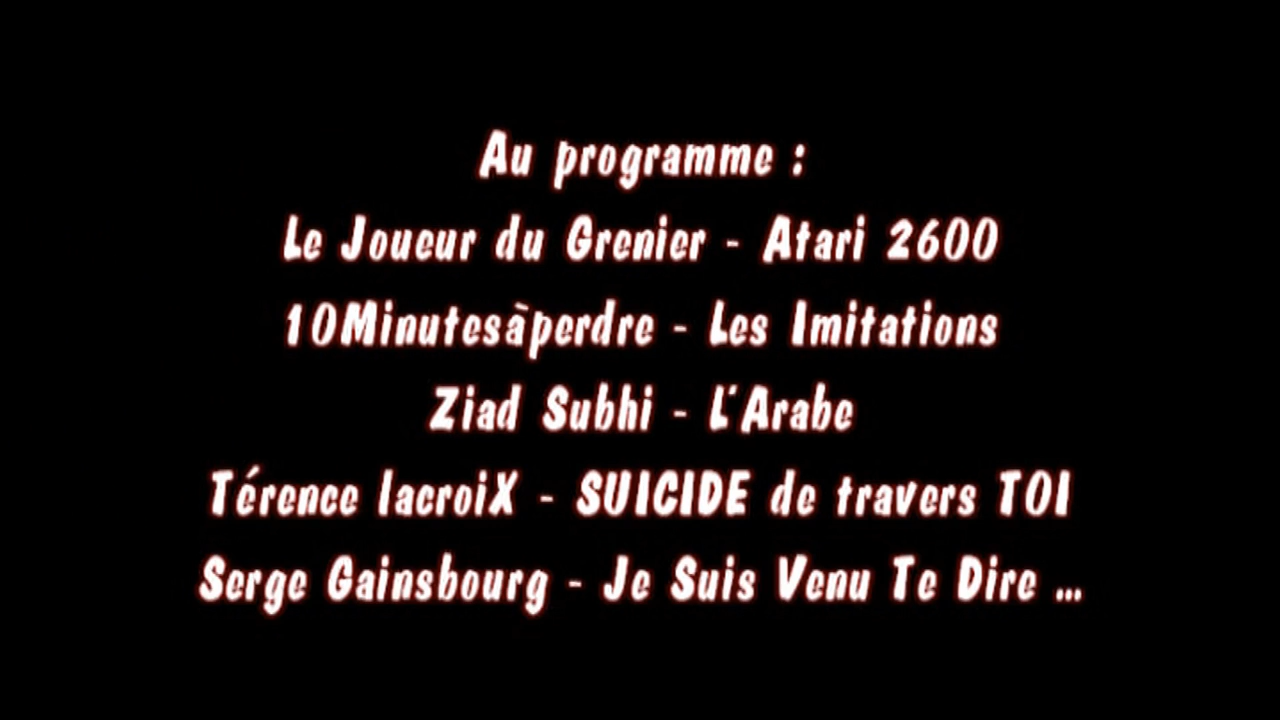 Au programme :
Le Joueur du Grenier - Atari 2600
10Minutesàperdre - Les Imitations
Ziad Subhi - L'Arabe
Térence lacroiX - SUICIDE de travers TOI
Serge Gainsbourg - Je Suis Venu Te Dire ...